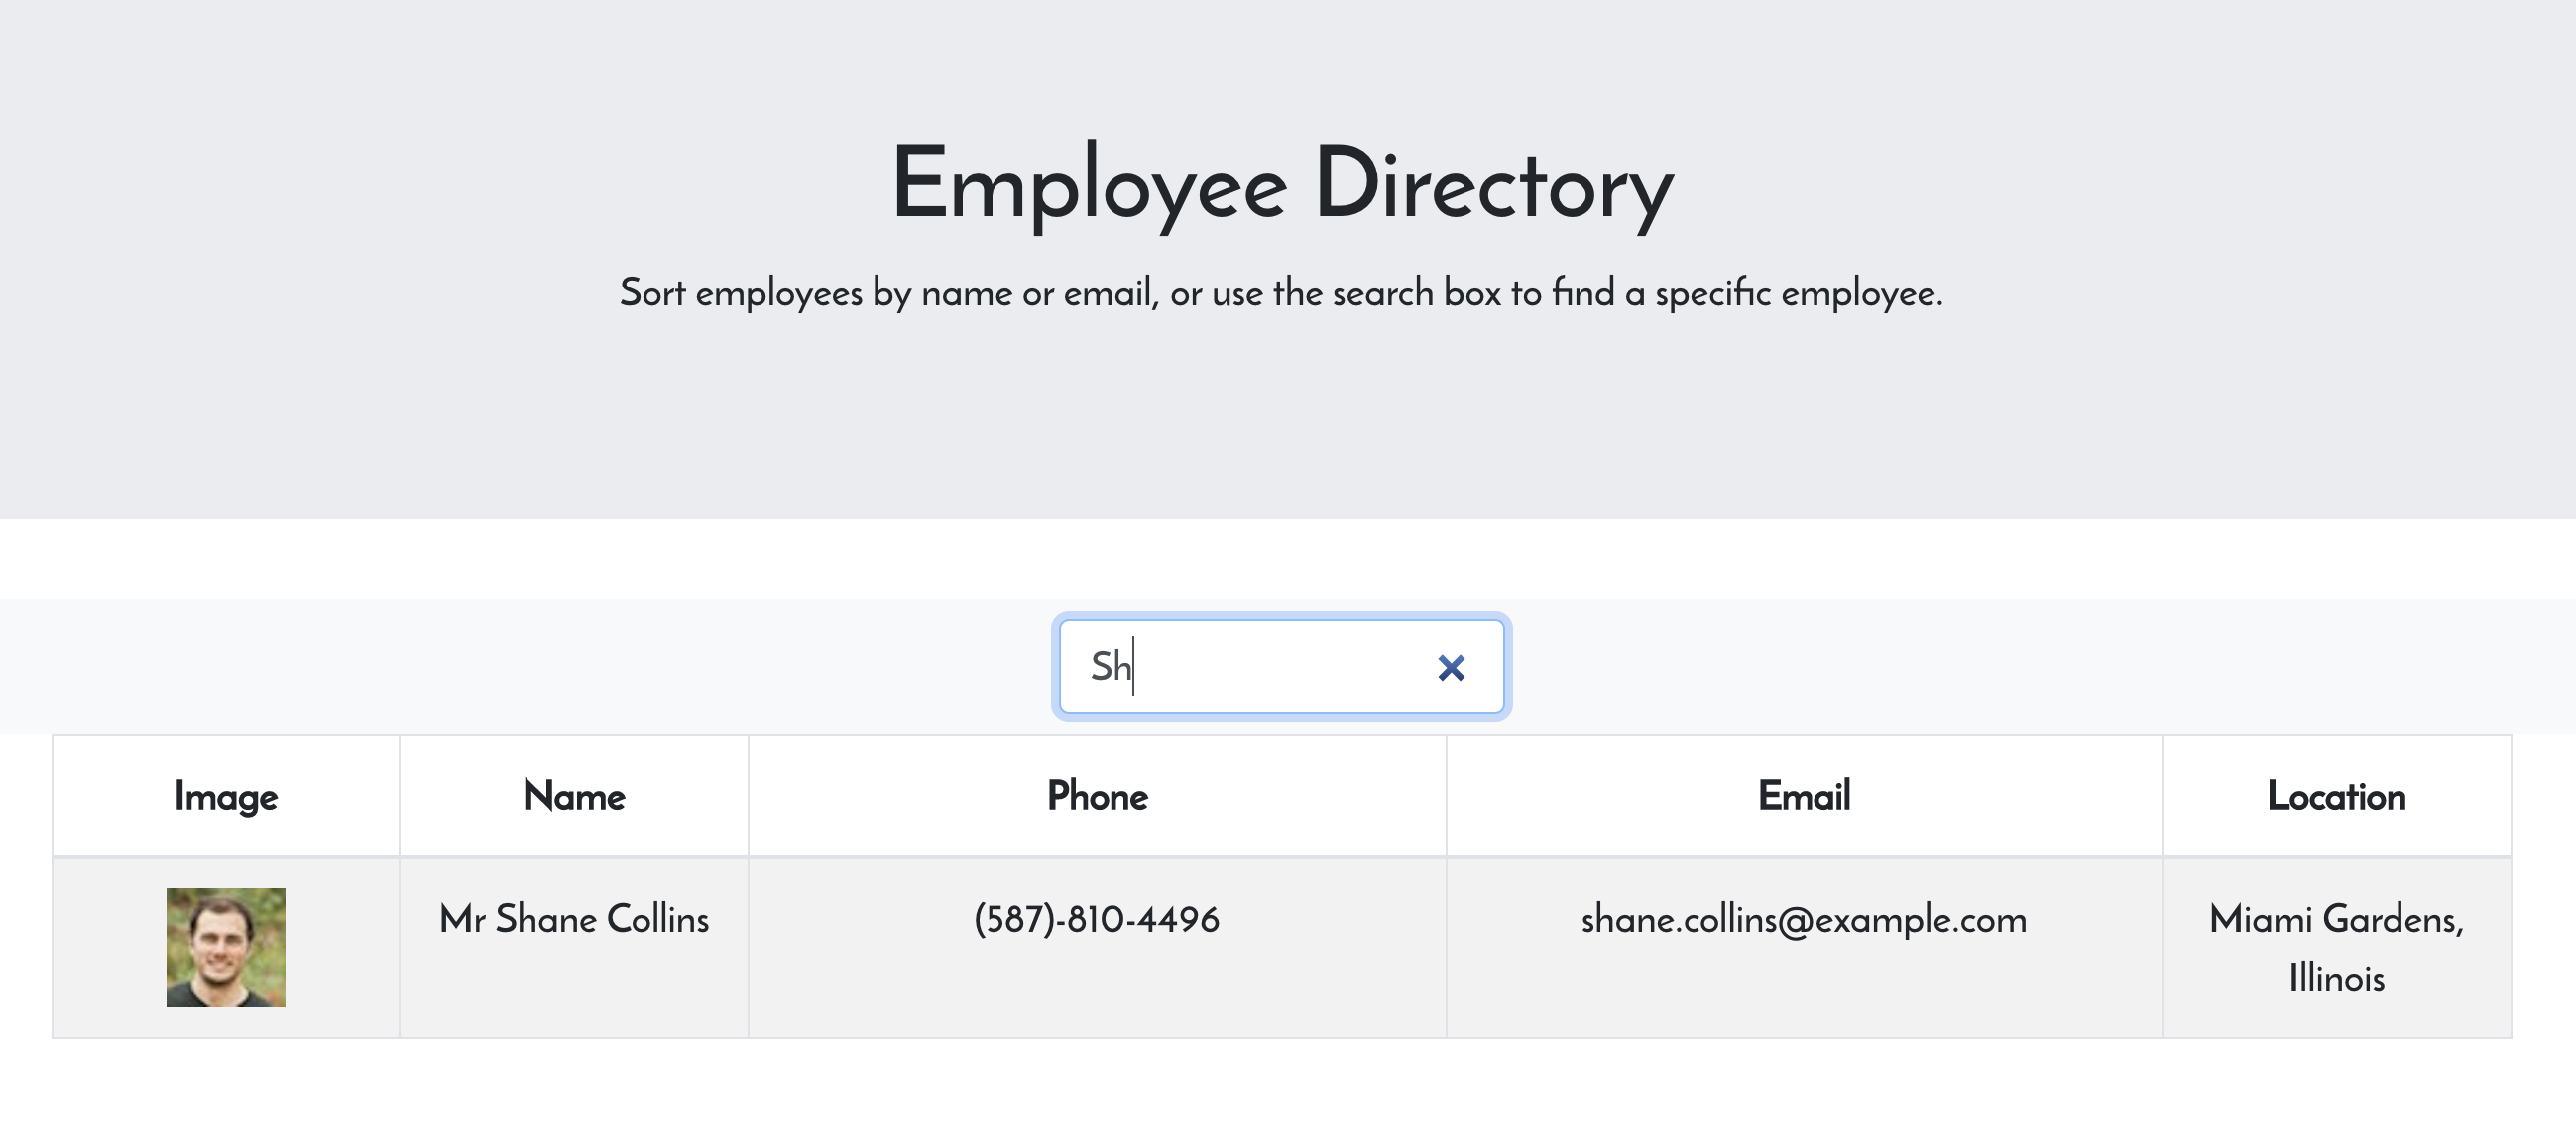 Employee Directory
Sort employees by name or email, or use the search box to find a specific employee.
Sh
Image Name Phone Email Location
Mr Shane Collins (587)-810-4496 shane.collins@example.com Miami Gardens,
Illinois